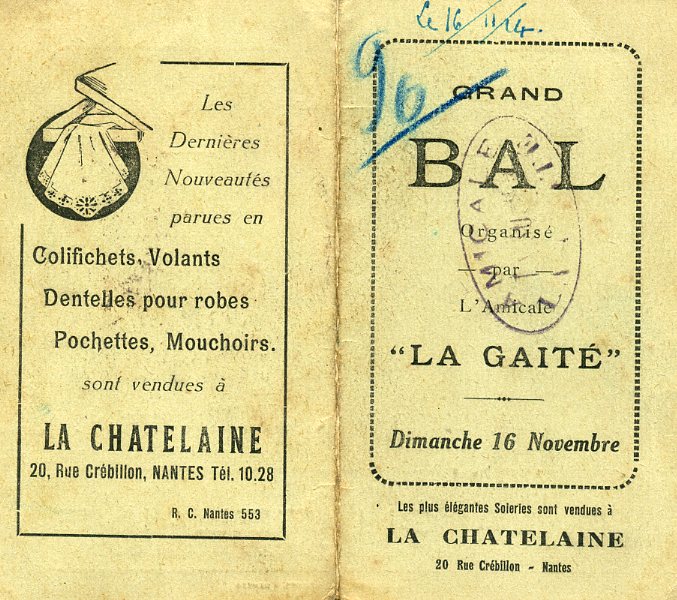 Les
Dernières
Nouveautés
parues en
Colifichets, Volants
Dentelles pour robes
Pochettes, Mouchoirs.
sont vendues à
LA CHATELAINE
20, Rue Crébillon, NANTES Tél. 10.28
R. C. Nantes 553
Le 16/11/24.
96
GRAND
BAL
Organisé
— par —
L'Amicale
"LA GAITÉ"
Dimanche 16 Novembre
AMICALE
Les plus élégantes Soieries sont vendues à
LA CHATELAINE
20 Rue Crébillon - Nantes